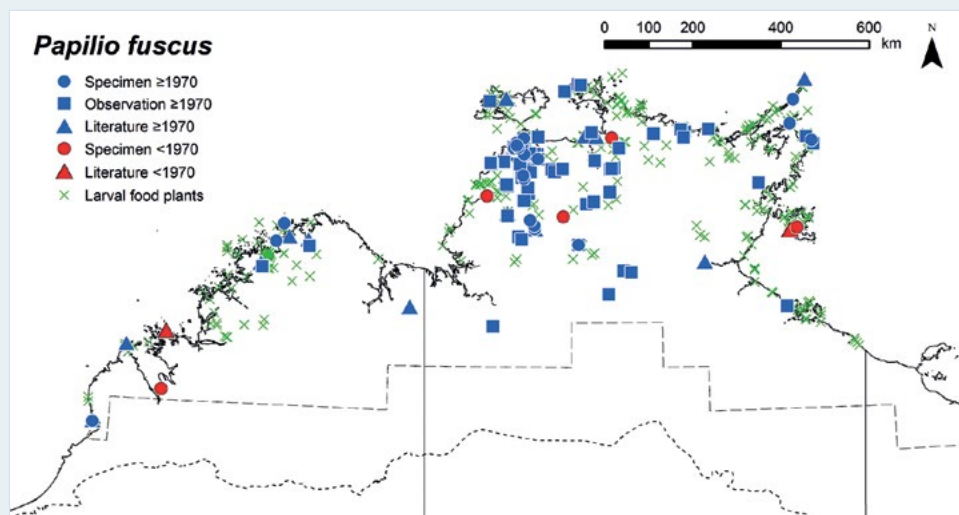 Papilio fuscus
Specimen ≥1970
Observation ≥1970
Literature ≥1970
Specimen <1970
Literature <1970
Larval food plants
0 100 200 400 600
km
N